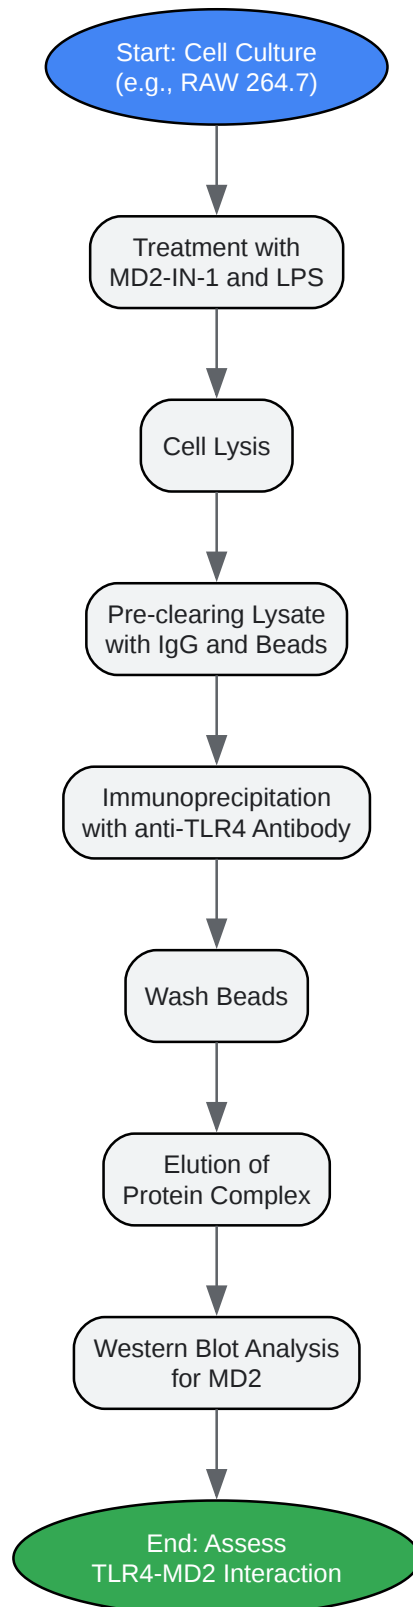 Start: Cell Culture
(e.g., RAW 264.7)
Treatment with
MD2-IN-1 and LPS
Cell Lysis
Pre-clearing Lysate
with IgG and Beads
Immunoprecipitation
with anti-TLR4 Antibody
Wash Beads
Elution of
Protein Complex
Western Blot Analysis
for MD2
End: Assess
TLR4-MD2 Interaction